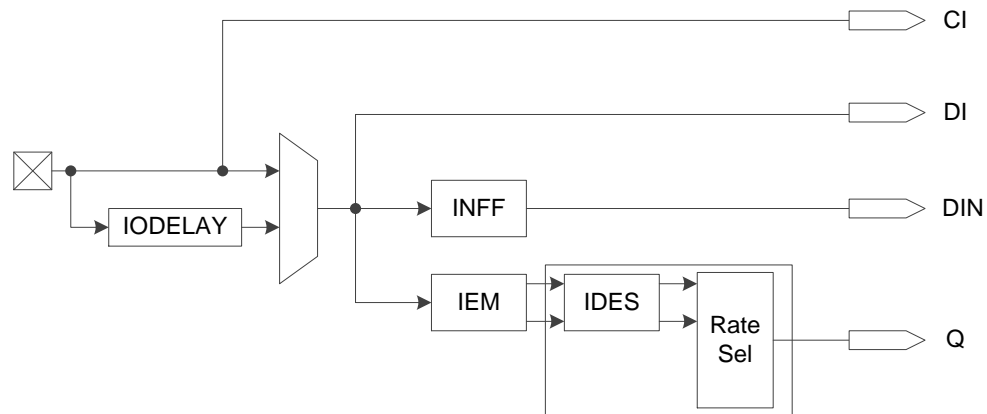 CI
DI
IODELAY
INFF
DIN
IEM
IDES
Rate
Sel
Q